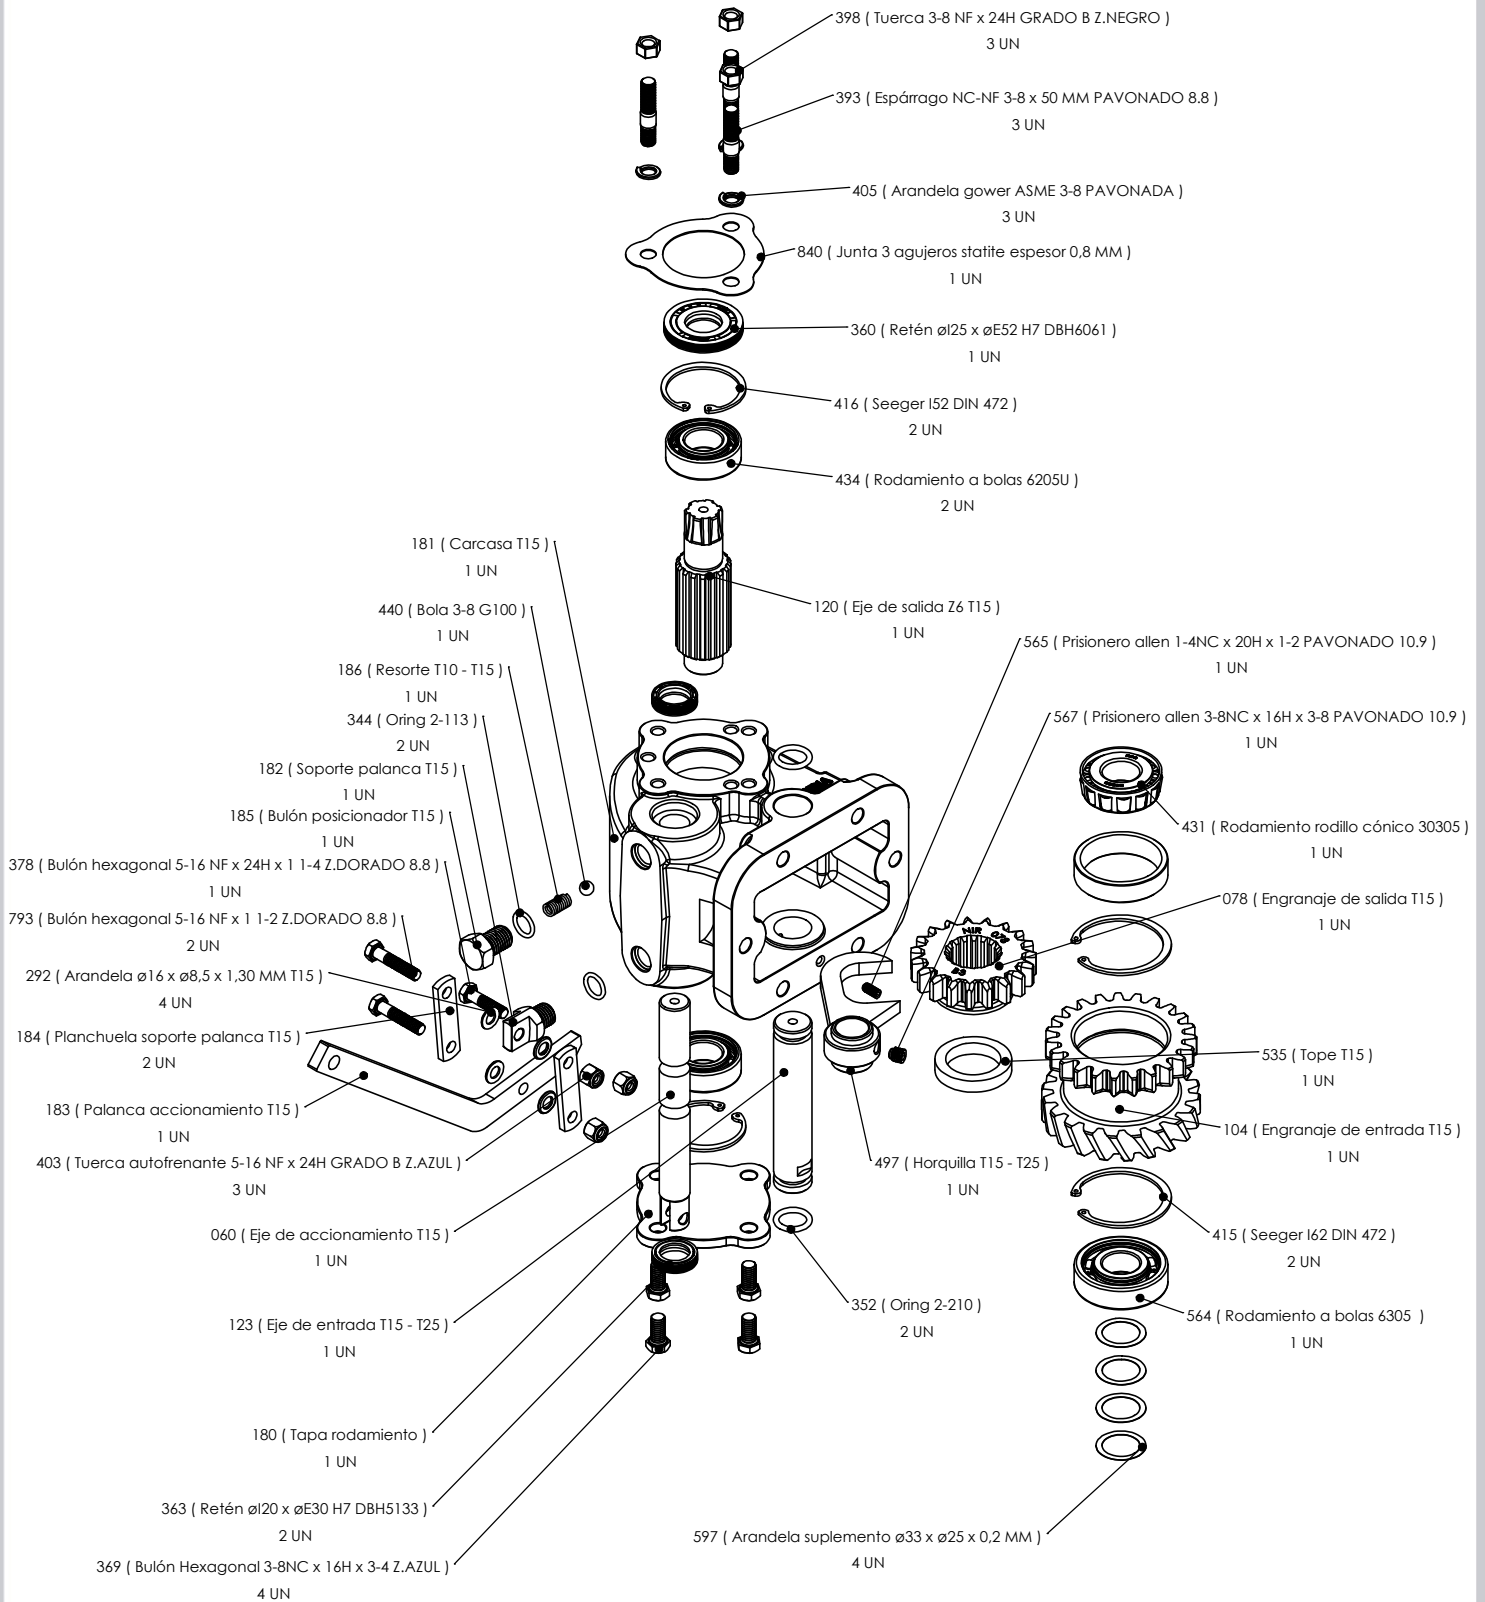 398 ( Tuerca 3-8 NF x 24H GRADO B Z.NEGRO )
3 UN
393 ( Espárrago NC-NF 3-8 x 50 MM PAVONADO 8.8 )
3 UN
405 ( Arandela gower ASME 3-8 PAVONADA )
3 UN
840 ( Junta 3 agujeros statite espesor 0,8 MM )
1 UN
360 ( Retén øI25 x øE52 H7 DBH6061 )
1 UN
416 ( Seeger I52 DIN 472 )
2 UN
434 ( Rodamiento a bolas 6205U )
2 UN
181 ( Carcasa T15 )
1 UN
440 ( Bola 3-8 G100 )
1 UN
186 ( Resorte T10 - T15 )
1 UN
344 ( Oring 2-113 )
2 UN
182 ( Soporte palanca T15 )
1 UN
185 ( Bulón posicionador T15 )
1 UN
378 ( Bulón hexagonal 5-16 NF x 24H x 1 1-4 Z.DORADO 8.8 )
1 UN
793 ( Bulón hexagonal 5-16 NF x 1 1-2 Z.DORADO 8.8 )
2 UN
292 ( Arandela ø16 x ø8,5 x 1,30 MM T15 )
4 UN
184 ( Planchuela soporte palanca T15 )
2 UN
183 ( Palanca accionamiento T15 )
1 UN
403 ( Tuerca autofrenante 5-16 NF x 24H GRADO B Z.AZUL )
3 UN
060 ( Eje de accionamiento T15 )
1 UN
123 ( Eje de entrada T15 - T25 )
1 UN
180 ( Tapa rodamiento )
1 UN
363 ( Retén øI20 x øE30 H7 DBH5133 )
2 UN
369 ( Bulón Hexagonal 3-8NC x 16H x 3-4 Z.AZUL )
4 UN
120 ( Eje de salida Z6 T15 )
1 UN
565 ( Prisionero allen 1-4NC x 20H x 1-2 PAVONADO 10.9 )
1 UN
567 ( Prisionero allen 3-8NC x 16H x 3-8 PAVONADO 10.9 )
1 UN
431 ( Rodamiento rodillo cónico 30305 )
1 UN
078 ( Engranaje de salida T15 )
1 UN
NIR 078
535 ( Tope T15 )
1 UN
104 ( Engranaje de entrada T15 )
1 UN
497 ( Horquilla T15 - T25 )
1 UN
415 ( Seeger I62 DIN 472 )
2 UN
352 ( Oring 2-210 )
2 UN
564 ( Rodamiento a bolas 6305 )
1 UN
597 ( Arandela suplemento ø33 x ø25 x 0,2 MM )
4 UN